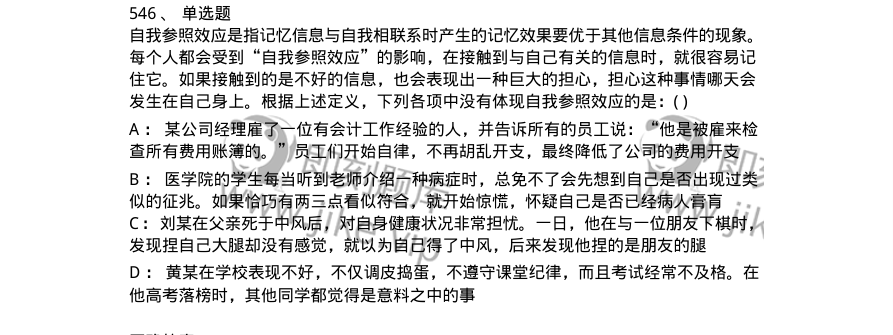 546 、 单选题
自我参照效应是指记忆信息与自我相联系时产生的记忆效果要优于其他信息条件的现象。
每个人都会受到“自我参照效应”的影响，在接触到与自己有关的信息时，就很容易记
住它。如果接触到的是不好的信息，也会表现出一种巨大的担心，担心这种事情哪天会
发生在自己身上。根据上述定义，下列各项中没有体现自我参照效应的是：( )
A： 某公司经理雇了一位有会计工作经验的人，并告诉所有的员工说：“他是被雇来检
查所有费用账簿的。”员工们开始自律，不再胡乱开支，最终降低了公司的费用开支
B： 医学院的学生每当听到老师介绍一种病症时，总免不了会先想到自己是否出现过类
似的征兆。如果恰巧有两三点看似符合，就开始惊慌，怀疑自己是否已经病入膏肓
C：刘某在父亲死于中风后，对自身健康状况非常担忧。一日，他在与一位朋友下棋时，
发现捏自己大腿却没有感觉，就以为自己得了中风，后来发现他捏的是朋友的腿
D： 黄某在学校表现不好，不仅调皮捣蛋，不遵守课堂纪律，而且考试经常不及格。在
他高考落榜时，其他同学都觉得是意料之中的事
即刻题库
www.jike.vip
即刻
www.jike